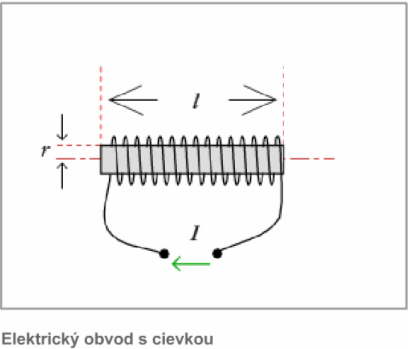 l
r
I
Elektrický obvod s cievkou